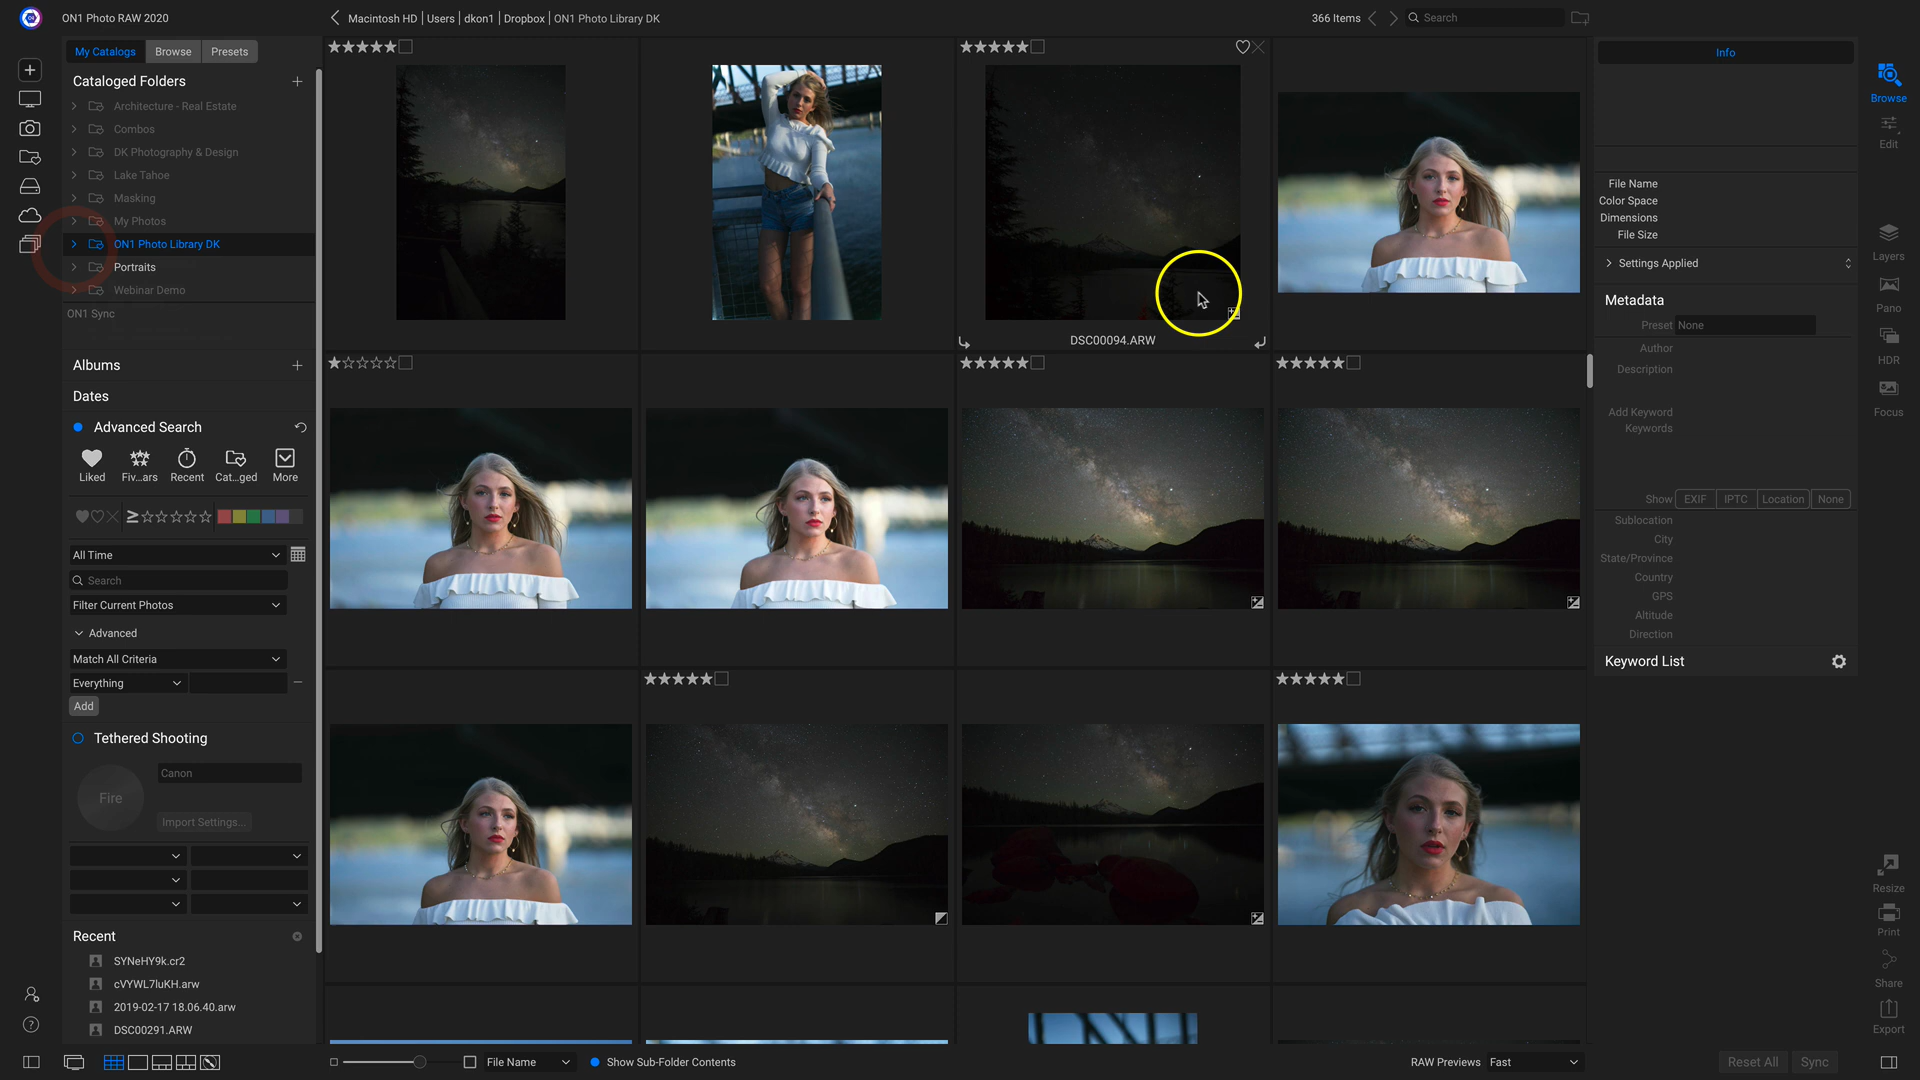 ON1 Photo RAW 2020
Macintosh HD | Users | dkon1 | Dropbox | ON1 Photo Library DK
366 Items
Search
My Catalogs
Browse
Presets
Cataloged Folders
Architecture - Real Estate
Combos
DK Photography & Design
Lake Tahoe
Masking
My Photos
ON1 Photo Library DK
Portraits
Webinar Demo
ON1 Sync
Albums
Dates
Advanced Search
Liked
Fiv...ars
Recent
Cat...ged
More
All Time
Search
Filter Current Photos
Advanced
Match All Criteria
Everything
Add
Tethered Shooting
Fire
Canon
Import Settings...
Recent
SYNeHY9k.cr2
cVYWL7luKH.arw
2019-02-17 18.06.40.arw
DSC00291.ARW
DSC00094.ARW
File Name
Show Sub-Folder Contents
RAW Previews
Fast
Info
File Name
Color Space
Dimensions
File Size
Settings Applied
Metadata
Preset
None
Author
Description
Add Keyword
Keywords
Show
EXIF
IPTC
Location
None
Sublocation
City
State/Province
Country
GPS
Altitude
Direction
Keyword List
Browse
Edit
Layers
Pano
HDR
Focus
Resize
Print
Share
Export
Reset All
Sync